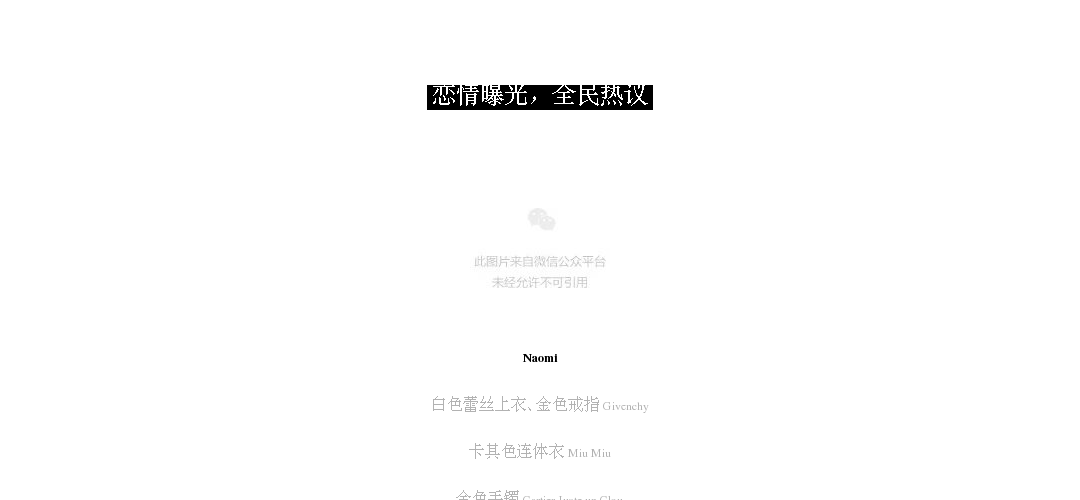 恋情曝光，全民热议
此图片来自微信公众平台
未经允许不可引用
Naomi
白色蕾丝上衣、金色戒指 Givenchy
卡其色连体衣 Miu Miu
金色手镯